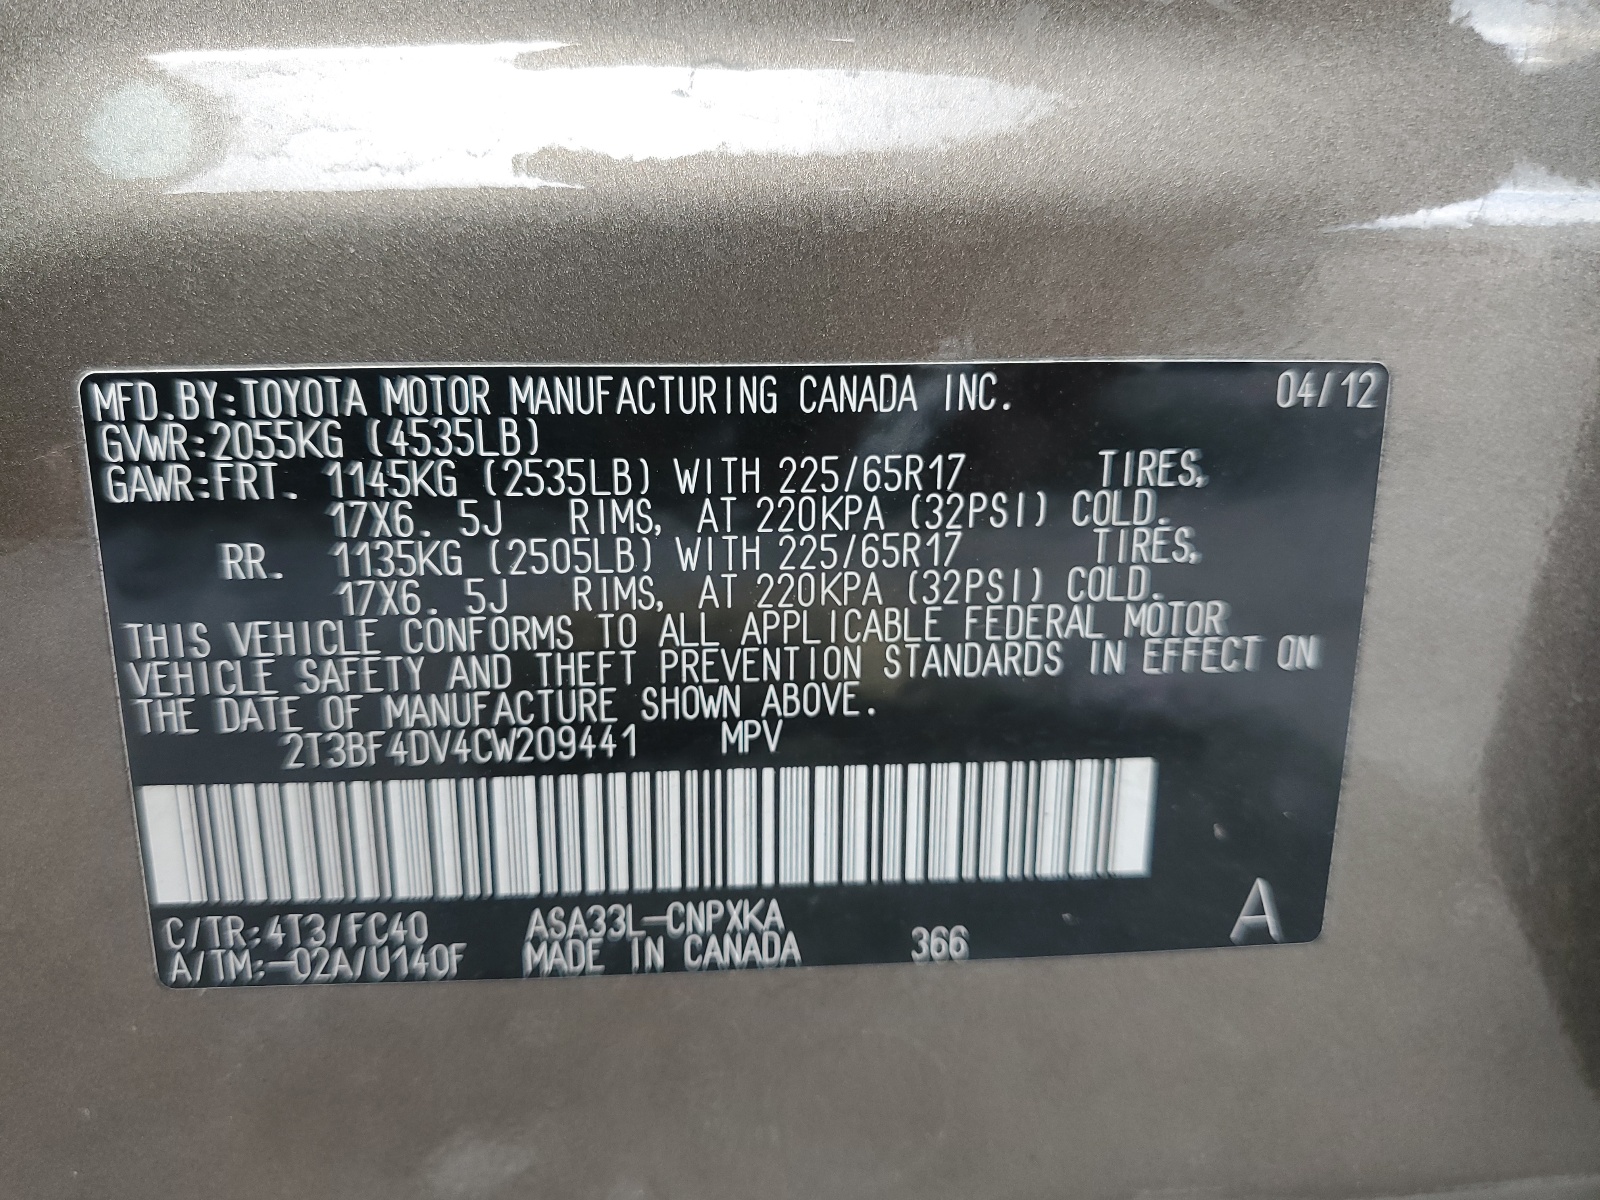 MFD.BY:TOYOTA MOTOR MANUFACTURING CANADA INC. 04/12
GVWR:2055KG (4535LB)
GAWR:FRT. 1145KG (2535LB) WITH 225/65R17 TIRES,
17X6. 5J RIMS, AT 220KPA (32PSI) COLD.
RR. 1135KG (2505LB) WITH 225/65R17 TIRES,
17X6. 5J RIMS, AT 220KPA (32PSI) COLD.
THIS VEHICLE CONFORMS TO ALL APPLICABLE FEDERAL MOTOR
VEHICLE SAFETY AND THEFT PREVENTION STANDARDS IN EFFECT ON
THE DATE OF MANUFACTURE SHOWN ABOVE.
2T3BF4DV4CW209441 MPV
C/TR:4T3/FC40 ASA33L-CNPXKA
A/TM:-02A/U140F MADE IN CANADA 366 A